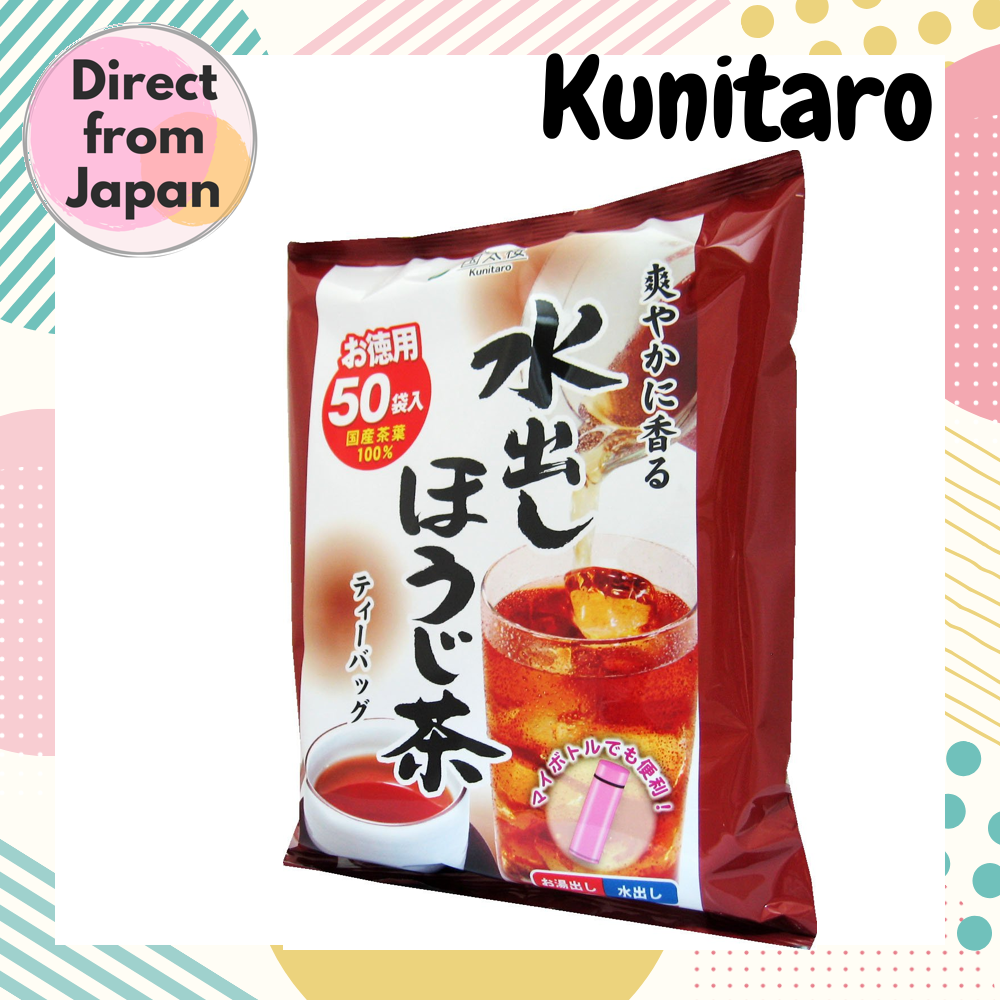 Direct
from
Japan
Kunitaro
Kunitaro
爽やかに香る
お徳用
50袋入
国産茶葉
100%
水出し
ほうじ茶
ティーバッグ
マイボトルでも便利!
お湯出し
水出し